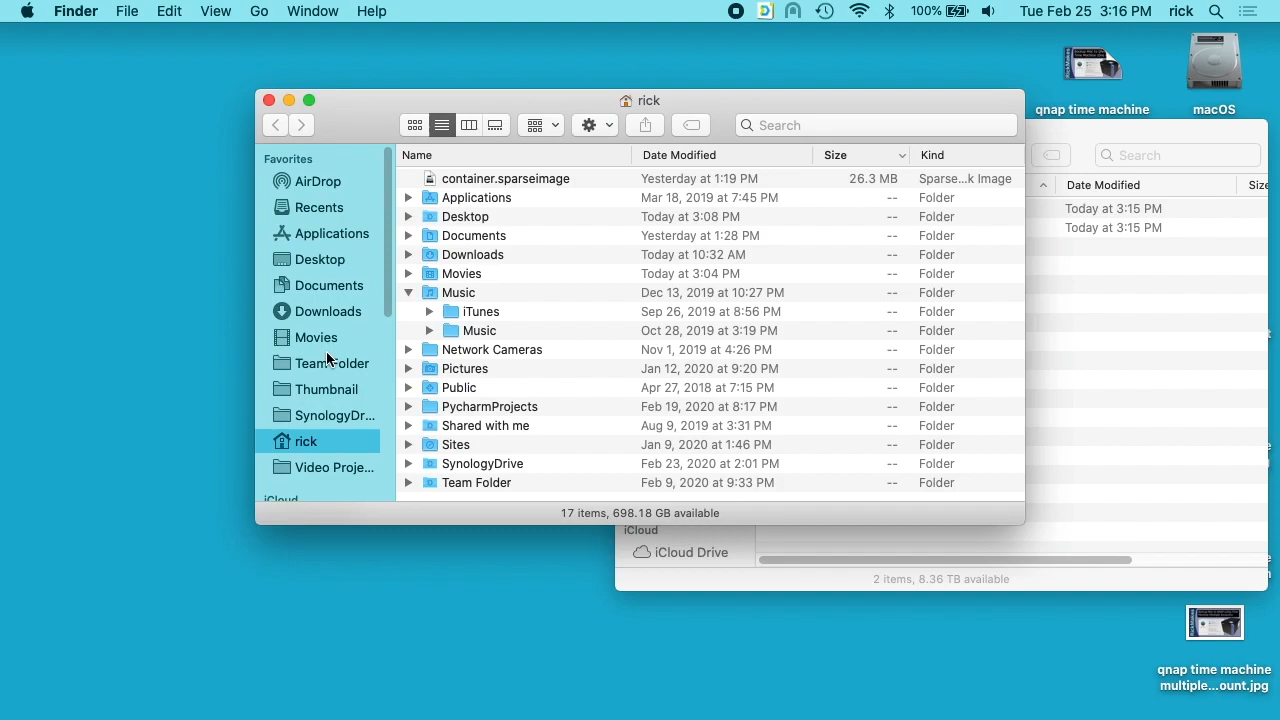 Finder File Edit View Go Window Help 100% Tue Feb 25 3:16 PM rick
qnap time machine
macOS
rick
Search
Favorites
AirDrop
Recents
Applications
Desktop
Documents
Downloads
Movies
Team Folder
Thumbnail
SynologyDr...
rick
Video Proje...
iCloud
Name Date Modified Size Kind
container.sparseimage Yesterday at 1:19 PM 26.3 MB Sparse...k Image
Applications Mar 18, 2019 at 7:45 PM -- Folder
Desktop Today at 3:08 PM -- Folder
Documents Yesterday at 1:28 PM -- Folder
Downloads Today at 10:32 AM -- Folder
Movies Today at 3:04 PM -- Folder
Music Dec 13, 2019 at 10:27 PM -- Folder
iTunes Sep 26, 2019 at 8:56 PM -- Folder
Music Oct 28, 2019 at 3:19 PM -- Folder
Network Cameras Nov 1, 2019 at 4:26 PM -- Folder
Pictures Jan 12, 2020 at 9:20 PM -- Folder
Public Apr 27, 2018 at 7:15 PM -- Folder
PycharmProjects Feb 19, 2020 at 8:17 PM -- Folder
Shared with me Aug 9, 2019 at 3:31 PM -- Folder
Sites Jan 9, 2020 at 1:46 PM -- Folder
SynologyDrive Feb 23, 2020 at 2:01 PM -- Folder
Team Folder Feb 9, 2020 at 9:33 PM -- Folder
17 items, 698.18 GB available
Search
Date Modified Size
Today at 3:15 PM
Today at 3:15 PM
iCloud
iCloud Drive
2 items, 8.36 TB available
qnap time machine
multiple...ount.jpg